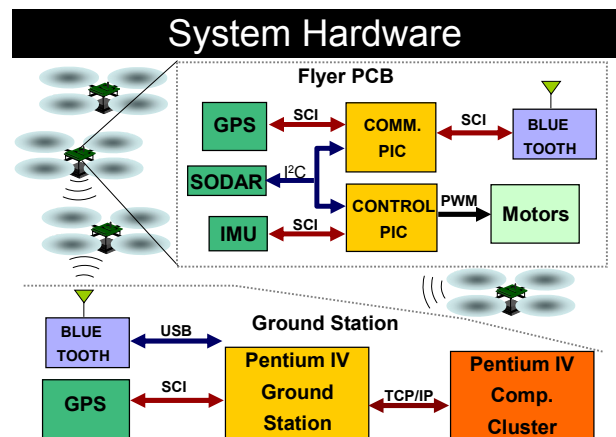 System Hardware
Flyer PCB
GPS
SCI
COMM.
PIC
SCI
BLUE
TOOTH
SODAR
I²C
IMU
SCI
CONTROL
PIC
PWM
Motors
BLUE
TOOTH
USB
Ground Station
GPS
SCI
Pentium IV
Ground
Station
TCP/IP
Pentium IV
Comp.
Cluster